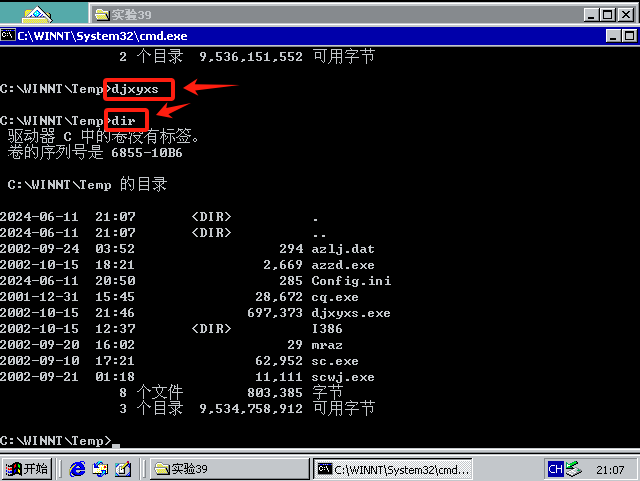 实验39
C:\WINNT\System32\cmd.exe
2 个目录 9,536,151,552 可用字节
C:\WINNT\Temp>djxyxs
C:\WINNT\Temp>dir
驱动器 C 中的卷没有标签。
卷的序列号是 6855-10B6
C:\WINNT\Temp 的目录
2024-06-11 21:07 <DIR> .
2024-06-11 21:07 <DIR> ..
2002-09-24 03:52 294 azlj.dat
2002-10-15 18:21 2,669 azzd.exe
2024-06-11 20:50 285 Config.ini
2001-12-31 15:45 28,672 cq.exe
2002-10-15 21:46 697,373 djxyxs.exe
2002-10-15 12:37 <DIR> I386
2002-09-20 16:02 29 mraz
2002-09-10 17:21 62,952 sc.exe
2002-09-21 01:18 11,111 scwj.exe
8 个文件 803,385 字节
3 个目录 9,534,758,912 可用字节
C:\WINNT\Temp>_
开始 实验39 C:\WINNT\System32\cmd... CH 21:07